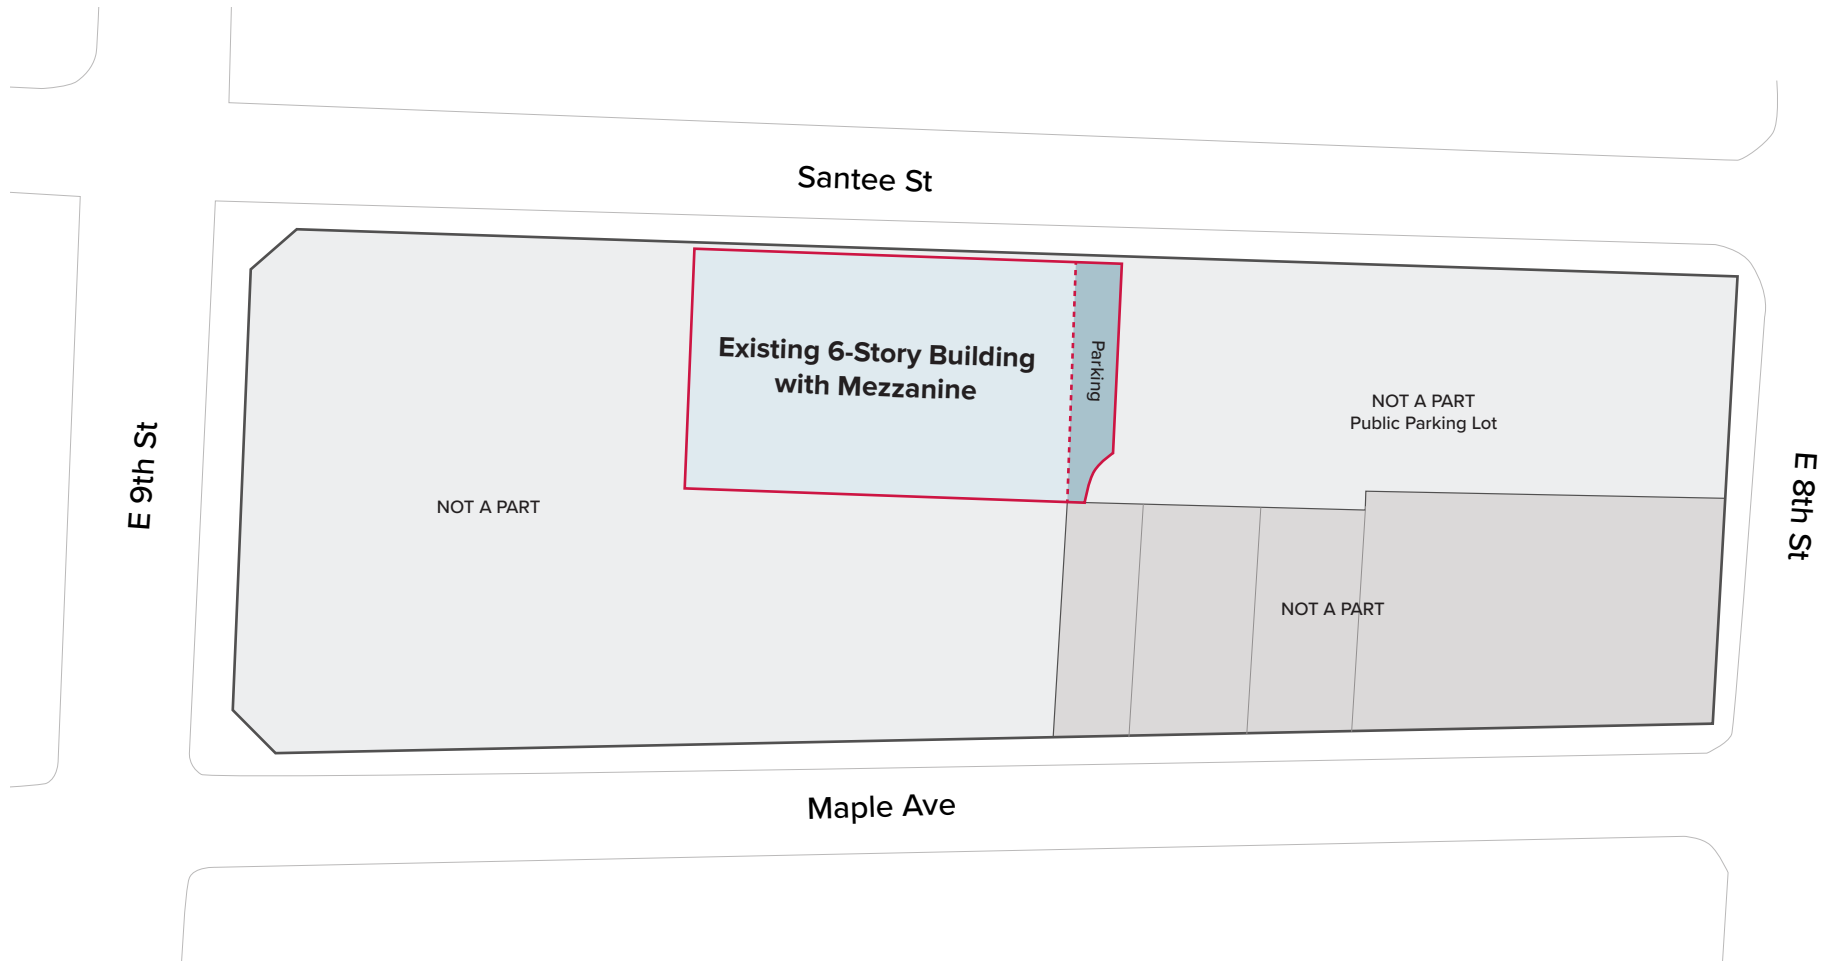 Santee St
Existing 6-Story Building
with Mezzanine
Parking
NOT A PART
Public Parking Lot
E 9th St
E 8th St
NOT A PART
NOT A PART
Maple Ave